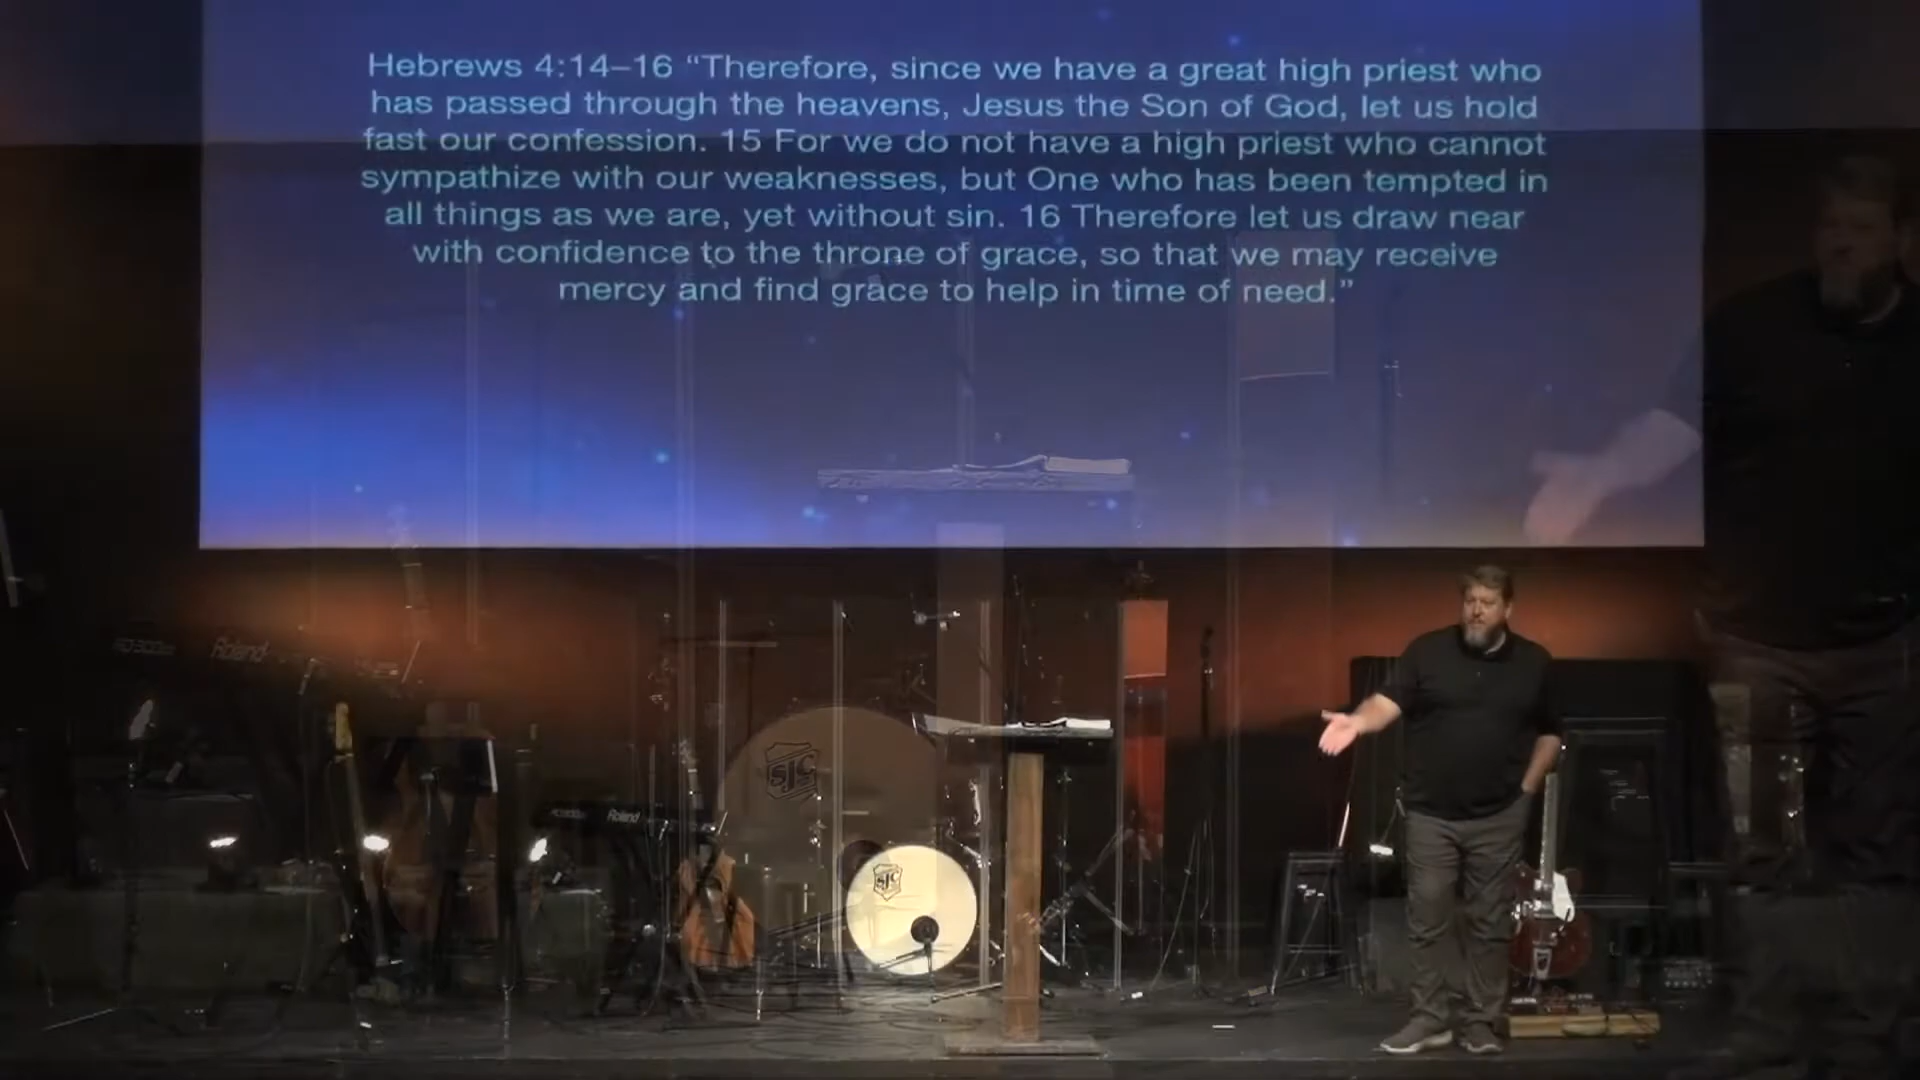 Hebrews 4:14–16 “Therefore, since we have a great high priest who
has passed through the heavens, Jesus the Son of God, let us hold
fast our confession. 15 For we do not have a high priest who cannot
sympathize with our weaknesses, but One who has been tempted in
all things as we are, yet without sin. 16 Therefore let us draw near
with confidence to the throne of grace, so that we may receive
mercy and find grace to help in time of need.”
Roland
SJC
Roland
SJC